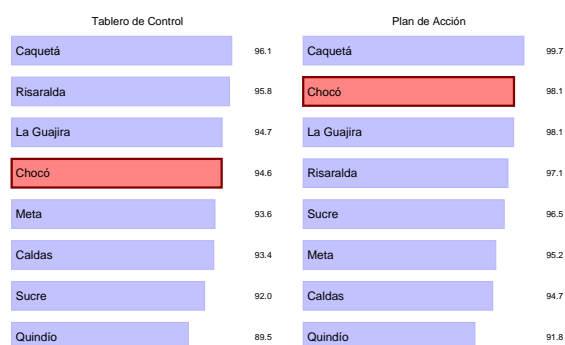 Tablero de Control
Caquetá 96.1
Risaralda 95.8
La Guajira 94.7
Chocó 94.6
Meta 93.6
Caldas 93.4
Sucre 92.0
Quindío 89.5
Plan de Acción
Caquetá 99.7
Chocó 98.1
La Guajira 98.1
Risaralda 97.1
Sucre 96.5
Meta 95.2
Caldas 94.7
Quindío 91.8